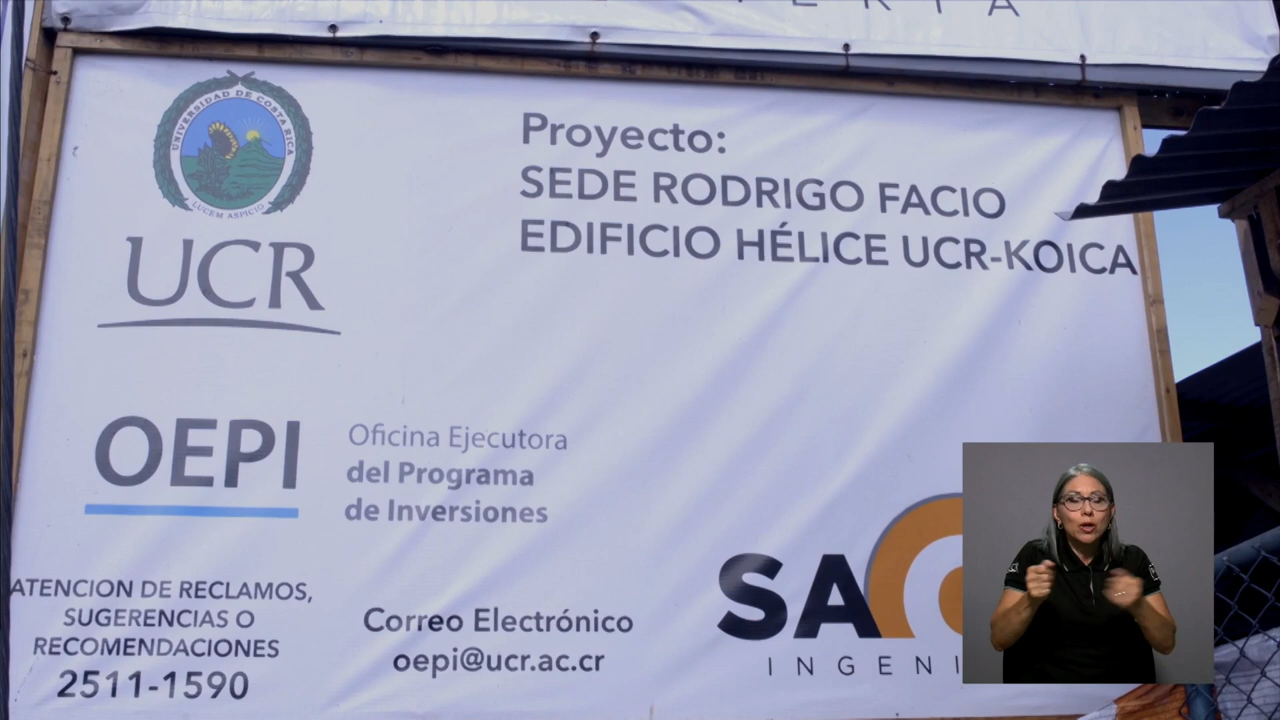 UNIVERSIDAD DE COSTA RICA
LUCEM ASPICIO
UCR
Proyecto:
SEDE RODRIGO FACIO
EDIFICIO HÉLICE UCR-KOICA
OEPI
Oficina Ejecutora
del Programa
de Inversiones
ATENCION DE RECLAMOS,
SUGERENCIAS O
RECOMENDACIONES
2511-1590
Correo Electrónico
oepi@ucr.ac.cr
SA
INGENI